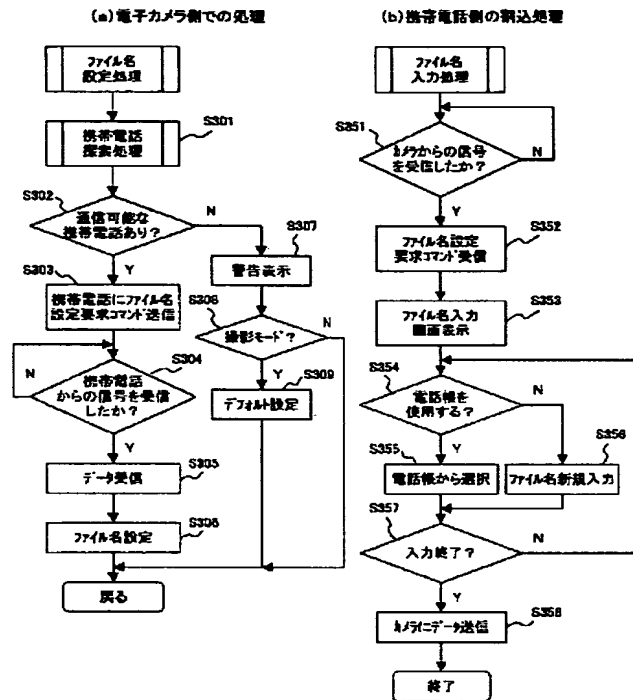 (a)電子カメラ側での処理
ファイル名
設定処理
S301
携帯電話
探索処理
S302
通信可能な
携帯電話あり？
N
Y
S303
携帯電話にファイル名
設定要求コマンド送信
S304
N
携帯電話
からの信号を受信
したか？
Y
S305
データ受信
S306
ファイル名設定
戻る
S307
警告表示
S308
撮影モード？
N
Y
S309
デフォルト設定
(b)携帯電話側の割込処理
ファイル名
入力処理
S351
カメラからの信号
を受信したか？
N
Y
S352
ファイル名設定
要求コマンド受信
S353
ファイル名入力
画面表示
S354
電話帳を
使用する？
N
Y
S355
電話帳から選択
S356
ファイル名新規入力
S357
入力終了？
N
Y
S358
カメラにデータ送信
終了